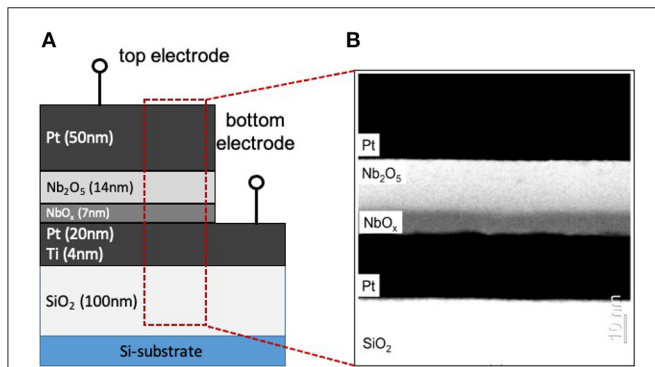 A
top electrode
bottom
electrode
Pt (50nm)
Nb₂O₅ (14nm)
NbOₓ (7nm)
Pt (20nm)
Ti (4nm)
SiO₂ (100nm)
Si-substrate
B
Pt
Nb₂O₅
NbOₓ
Pt
SiO₂
10 nm